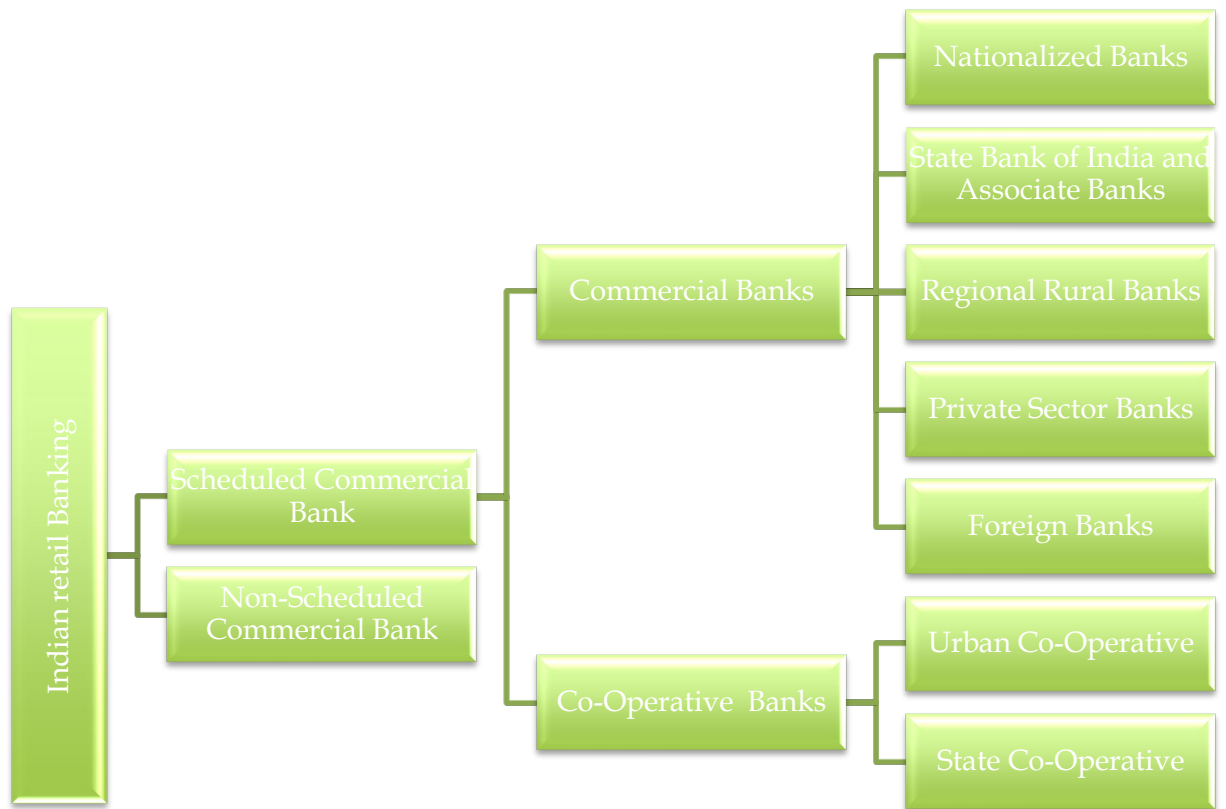 Indian retail Banking
Scheduled Commercial
Bank
Non-Scheduled
Commercial Bank
Commercial Banks
Co-Operative Banks
Nationalized Banks
State Bank of India and
Associate Banks
Regional Rural Banks
Private Sector Banks
Foreign Banks
Urban Co-Operative
State Co-Operative